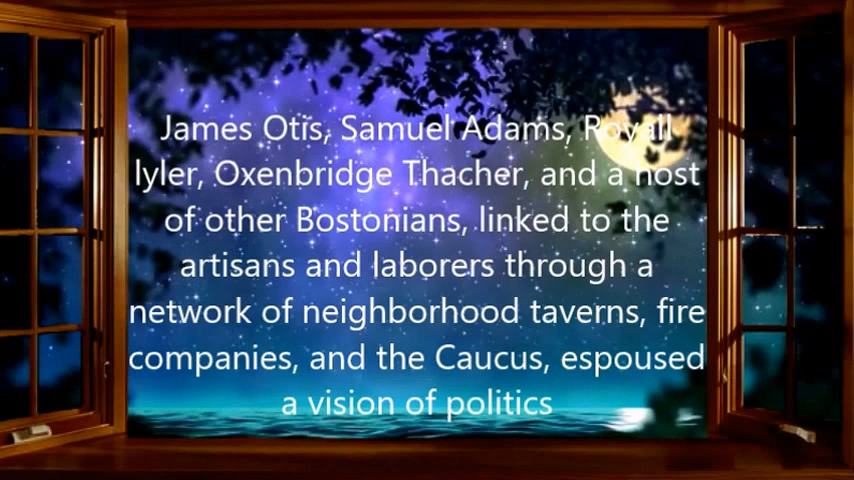 James Otis, Samuel Adams, Royall
lyler, Oxenbridge Thacher, and a host
of other Bostonians, linked to the
artisans and laborers through a
network of neighborhood taverns, fire
companies, and the Caucus, espoused
a vision of politics